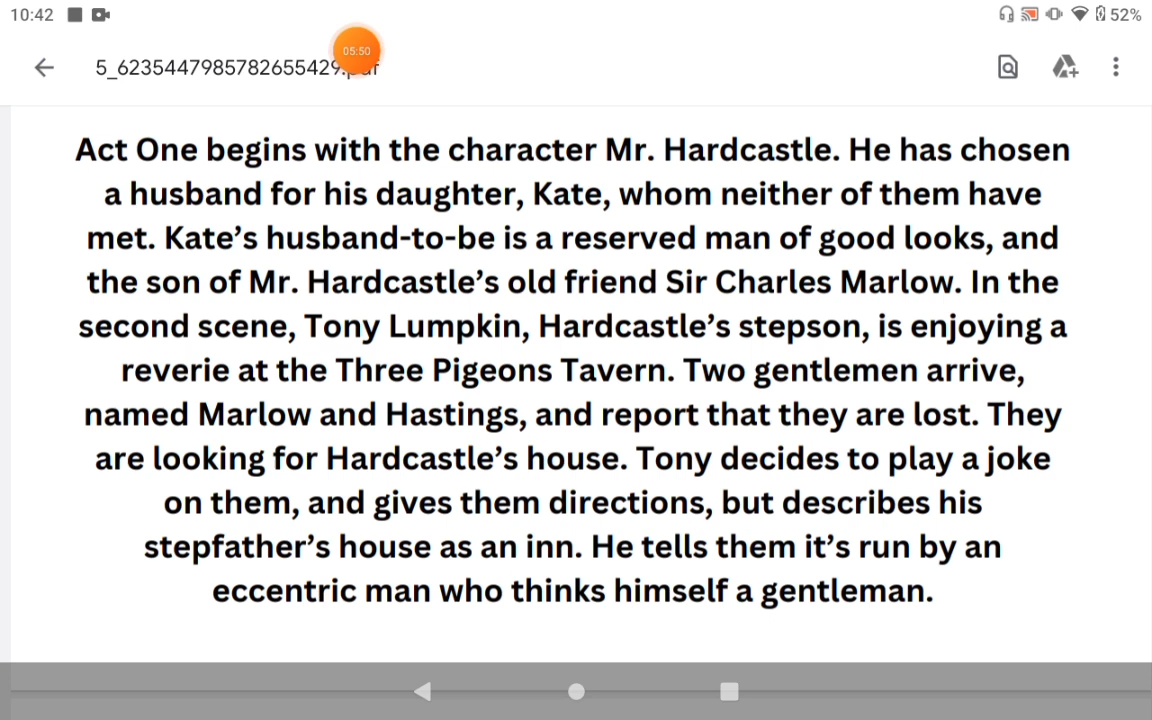 10:42
52%
05:50
5_6235447985782655429.pdf
Act One begins with the character Mr. Hardcastle. He has chosen
a husband for his daughter, Kate, whom neither of them have
met. Kate’s husband-to-be is a reserved man of good looks, and
the son of Mr. Hardcastle’s old friend Sir Charles Marlow. In the
second scene, Tony Lumpkin, Hardcastle’s stepson, is enjoying a
reverie at the Three Pigeons Tavern. Two gentlemen arrive,
named Marlow and Hastings, and report that they are lost. They
are looking for Hardcastle’s house. Tony decides to play a joke
on them, and gives them directions, but describes his
stepfather’s house as an inn. He tells them it’s run by an
eccentric man who thinks himself a gentleman.